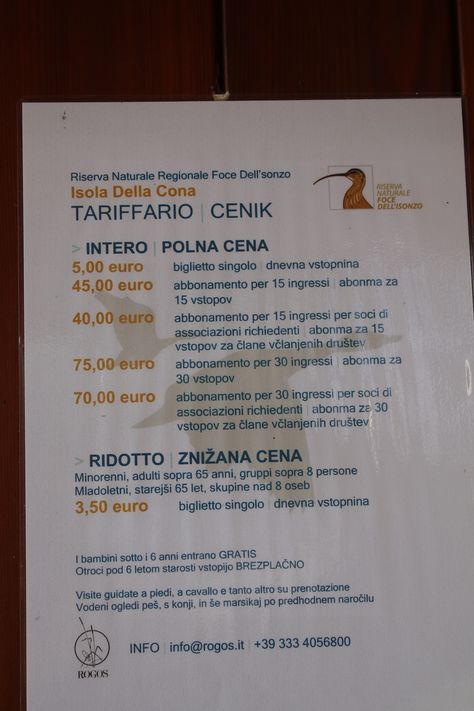 Riserva Naturale Regionale Foce Dell'sonzo
Isola Della Cona
TARIFFARIO | CENIK
RISERVA
NATURALE
FOCE
DELL'ISONZO
> INTERO | POLNA CENA
5,00 euro biglietto singolo | dnevna vstopnina
45,00 euro abbonamento per 15 ingressi | abonma za
15 vstopov
40,00 euro abbonamento per 15 ingressi per soci di
associazioni richiedenti | abonma za 15
vstopov za člane včlanjenih društev
75,00 euro abbonamento per 30 ingressi | abonma za
30 vstopov
70,00 euro abbonamento per 30 ingressi per soci di
associazioni richiedenti | abonma za 30
vstopov za člane včlanjenih društev
> RIDOTTO | ZNIŽANA CENA
Minorenni, adulti sopra 65 anni, gruppi sopra 8 persone
Mladoletni, starejši 65 let, skupine nad 8 oseb
3,50 euro biglietto singolo | dnevna vstopnina
I bambini sotto i 6 anni entrano GRATIS
Otroci pod 6 letom starosti vstopijo BREZPLAČNO
Visite guidate a piedi, a cavallo e tanto altro su prenotazione
Vodeni ogledi peš, s konji, in še marsikaj po predhodnem naročilu
ROGOS
INFO | info@rogos.it | +39 333 4056800